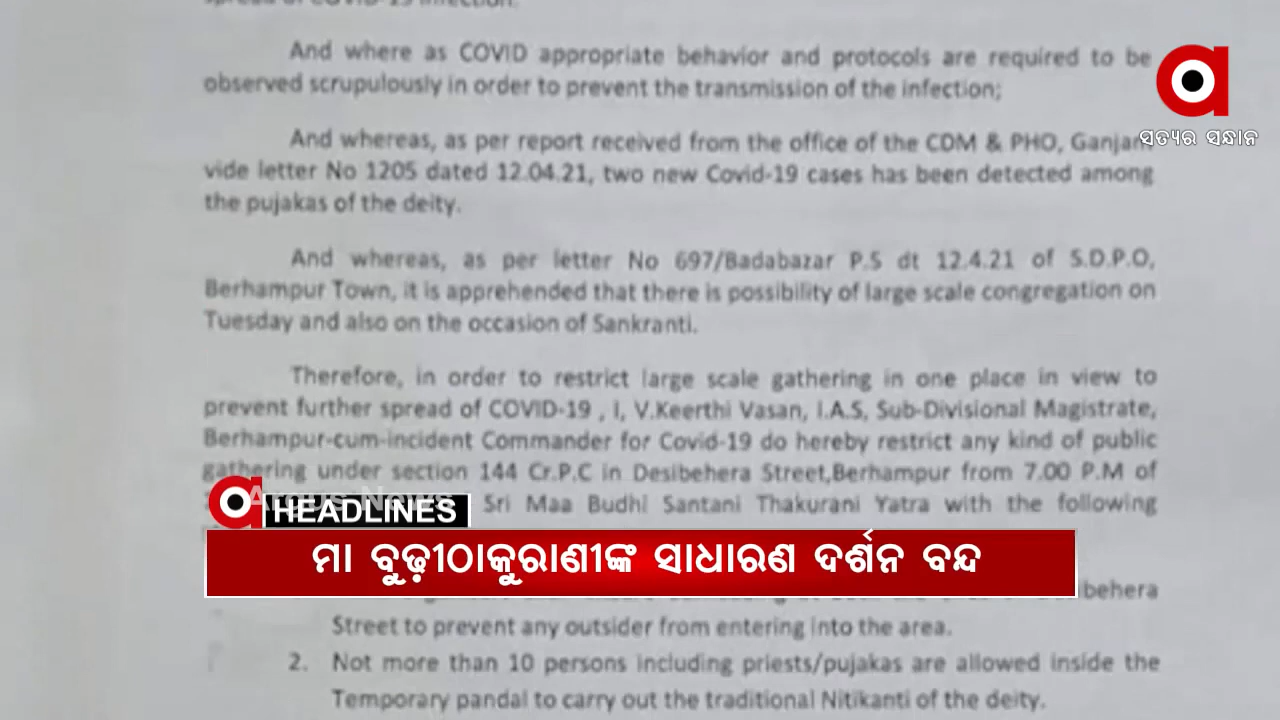 spread of COVID-19 infection.
And where as COVID appropriate behavior and protocols are required to be
observed scrupulously in order to prevent the transmission of the infection;
ସତ୍ୟର ସନ୍ଧାନ
And whereas, as per report received from the office of the CDM & PHO, Ganjam
vide letter No 1205 dated 12.04.21, two new Covid-19 cases has been detected among
the pujakas of the deity.
And whereas, as per letter No 697/Badabazar P.S dt 12.4.21 of S.D.P.O,
Berhampur Town, it is apprehended that there is possibility of large scale congregation on
Tuesday and also on the occasion of Sankranti.
Therefore, in order to restrict large scale gathering in one place in view to
prevent further spread of COVID-19 , I, V.Keerthi Vasan, I.A.S, Sub-Divisional Magistrate,
Berhampur-cum-incident Commander for Covid-19 do hereby restrict any kind of public
gathering under section 144 Cr.P.C in Desibehera Street,Berhampur from 7.00 P.M of
Argus News
Sri Maa Budhi Santani Thakurani Yatra with the following
HEADLINES
ମା ବୁଢ଼ୀଠାକୁରାଣୀଙ୍କ ସାଧାରଣ ଦର୍ଶନ ବନ୍ଦ
Street to prevent any outsider from entering into the area.
2. Not more than 10 persons including priests/pujakas are allowed inside the
Temporary pandal to carry out the traditional Nitikanti of the deity.